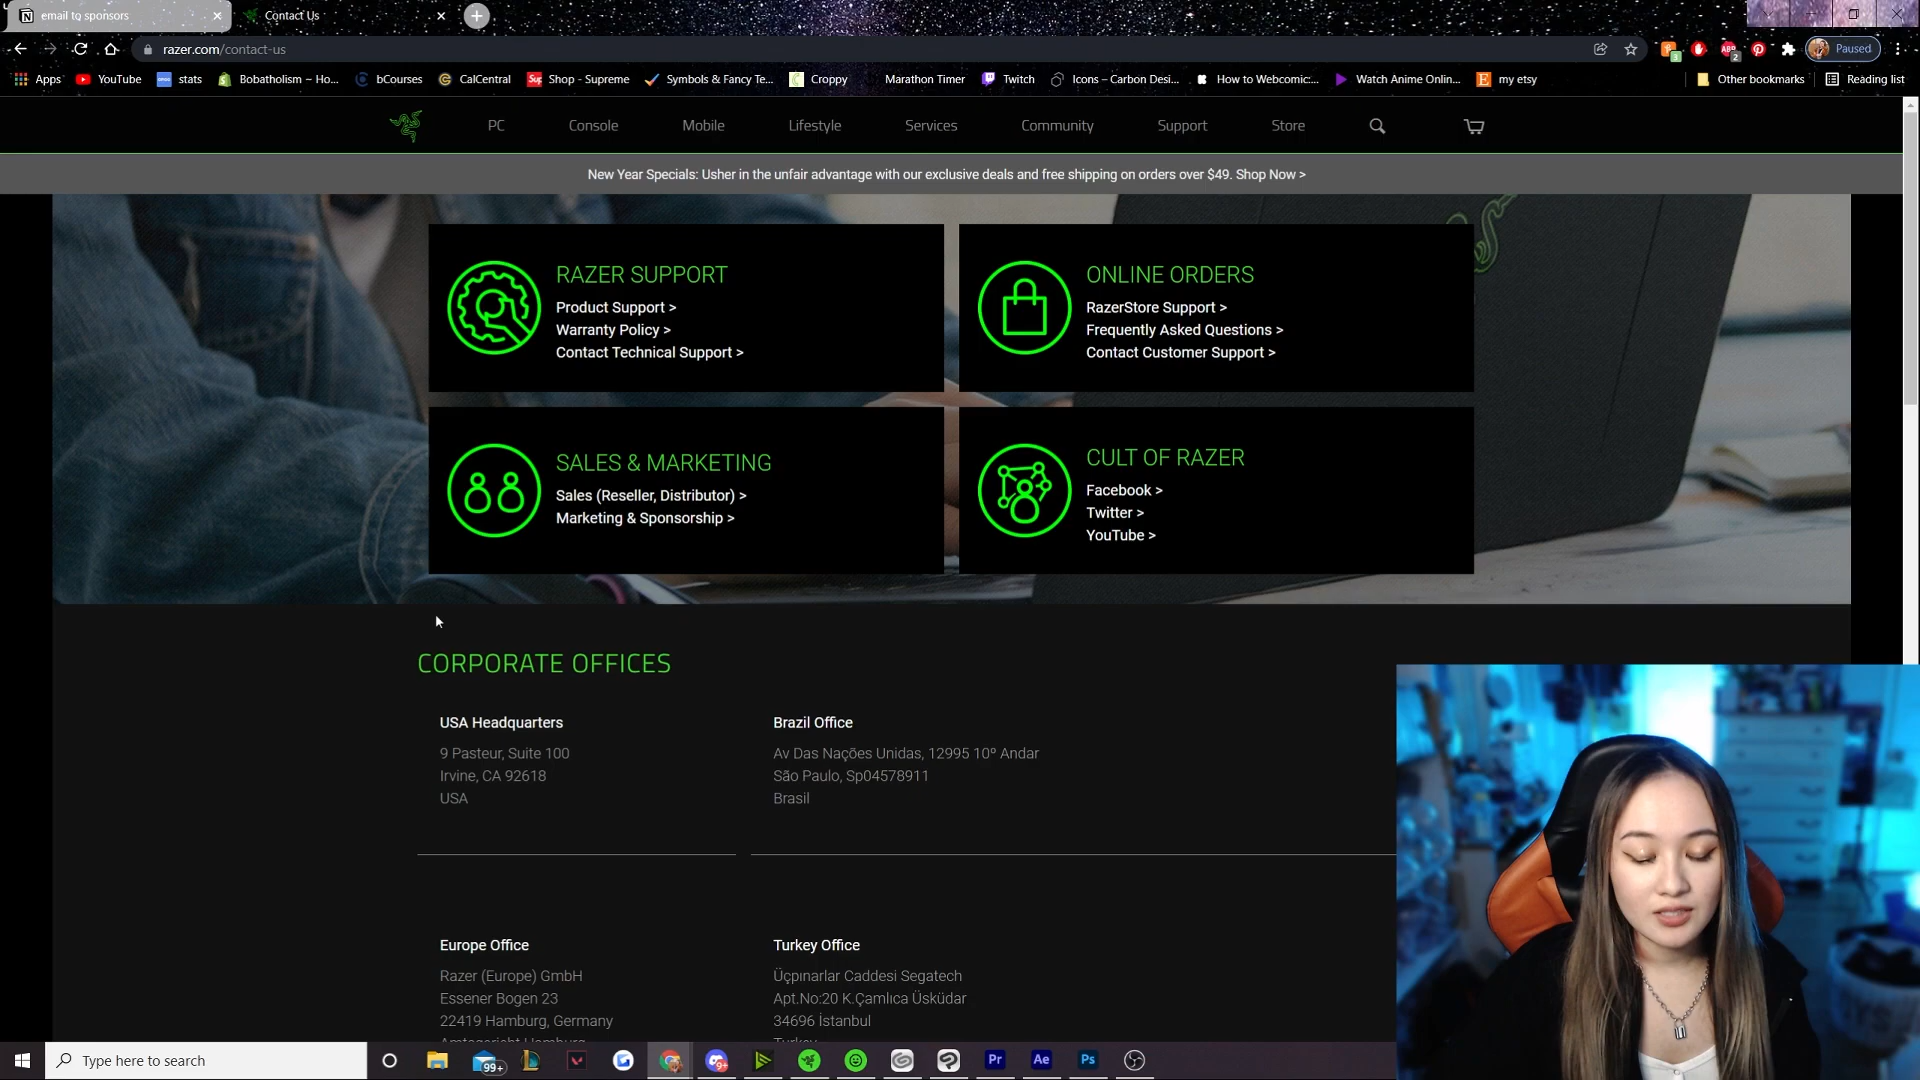 email to sponsors
Contact Us
razer.com/contact-us
Paused
Apps
YouTube
stats
Bobatholism – Ho...
bCourses
CalCentral
Shop - Supreme
Symbols & Fancy Te...
Croppy
Marathon Timer
Twitch
Icons – Carbon Desi...
How to Webcomic:...
Watch Anime Onlin...
my etsy
Other bookmarks
Reading list
PC
Console
Mobile
Lifestyle
Services
Community
Support
Store
New Year Specials: Usher in the unfair advantage with our exclusive deals and free shipping on orders over $49. Shop Now >
RAZER SUPPORT
Product Support >
Warranty Policy >
Contact Technical Support >
ONLINE ORDERS
RazerStore Support >
Frequently Asked Questions >
Contact Customer Support >
SALES & MARKETING
Sales (Reseller, Distributor) >
Marketing & Sponsorship >
CULT OF RAZER
Facebook >
Twitter >
YouTube >
CORPORATE OFFICES
USA Headquarters
9 Pasteur, Suite 100
Irvine, CA 92618
USA
Brazil Office
Av Das Nações Unidas, 12995 10º Andar
São Paulo, Sp04578911
Brasil
Europe Office
Razer (Europe) GmbH
Essener Bogen 23
22419 Hamburg, Germany
Turkey Office
Üçpınarlar Caddesi Segatech
Apt.No:20 K.Çamlıca Üsküdar
34696 İstanbul
Type here to search
99+
Pr
Ae
Ps